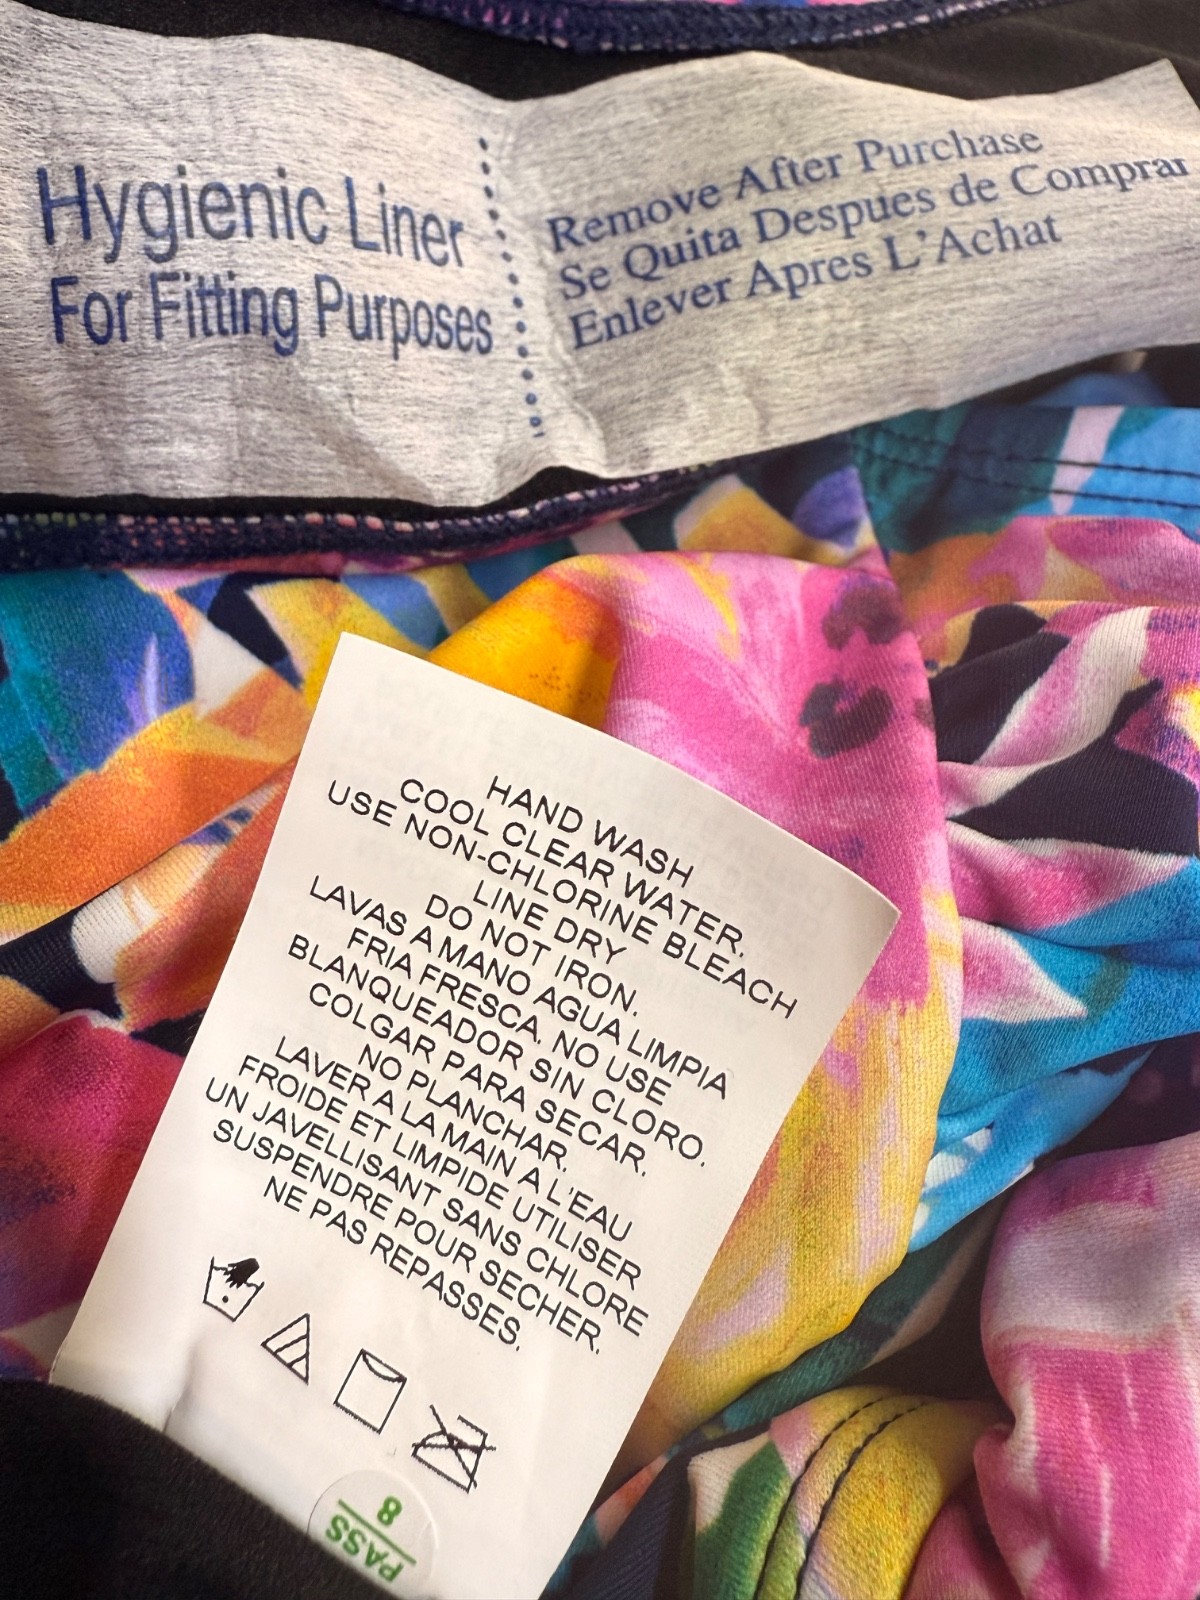 Hygienic Liner
For Fitting Purposes
Remove After Purchase
Se Quita Despues de Comprar
Enlever Apres L'Achat
HAND WASH
COOL CLEAR WATER.
USE NON-CHLORINE BLEACH
LINE DRY
DO NOT IRON.
LAVAS A MANO AGUA LIMPIA
FRIA FRESCA, NO USE
BLANQUEADOR SIN CLORO.
COLGAR PARA SECAR.
NO PLANCHAR.
LAVER A LA MAIN A L'EAU
FROIDE ET LIMPIDE UTILISER
UN JAVELLISANT SANS CHLORE
SUSPENDRE POUR SECHER.
NE PAS REPASSES.
PASS
8